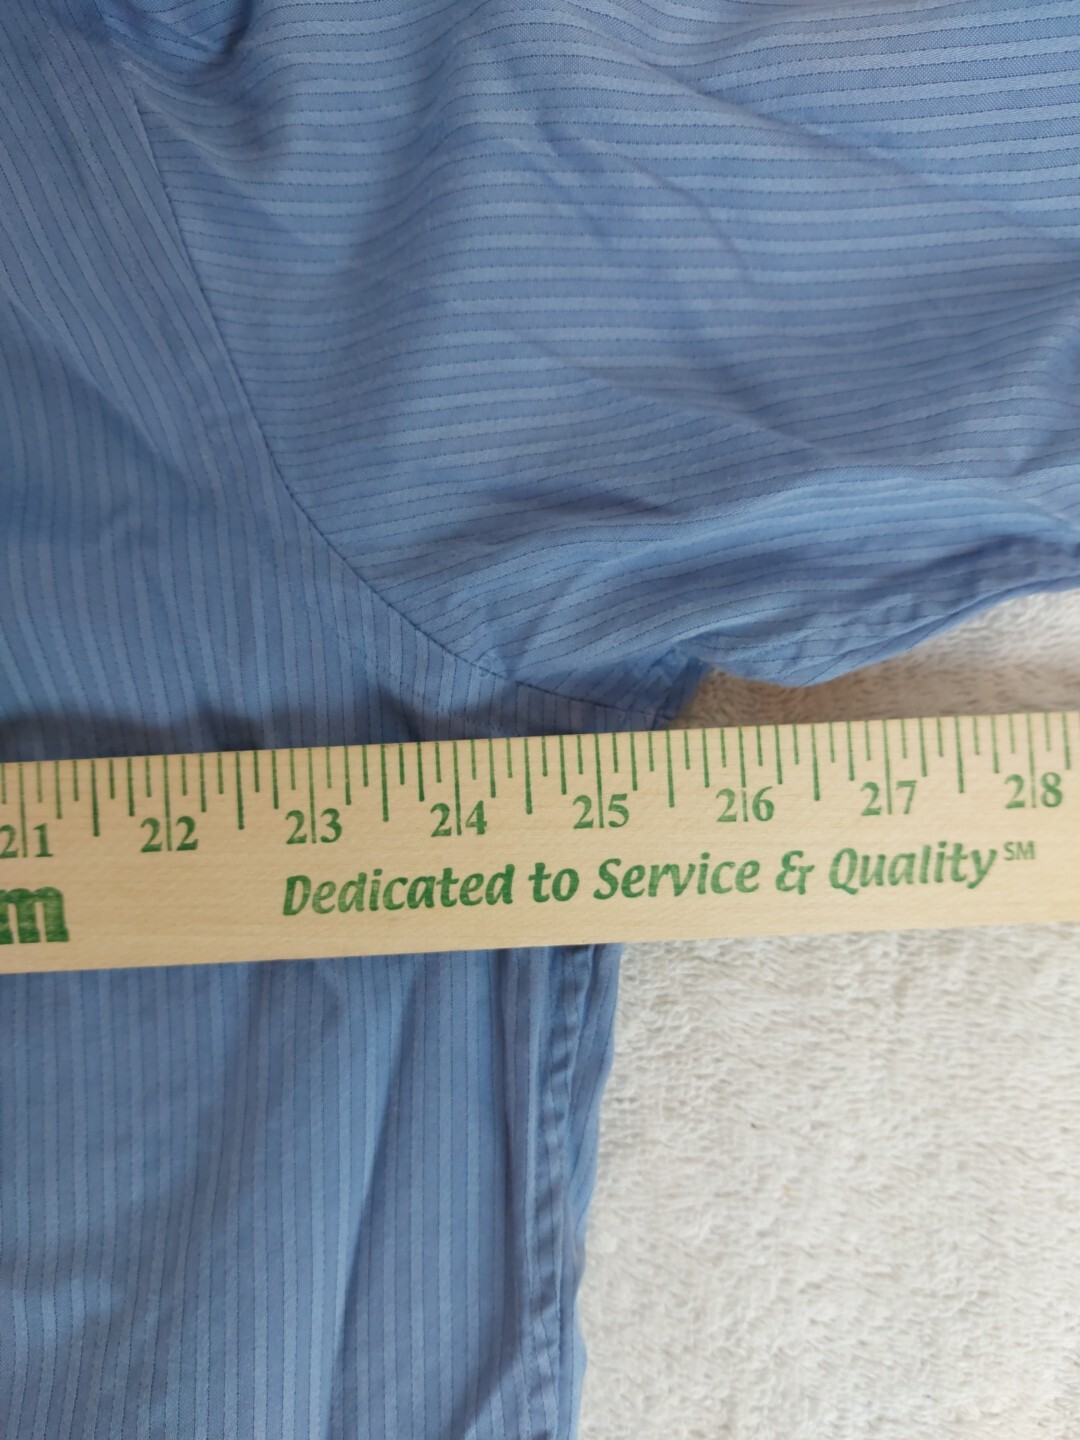 21 22 23 24 25 26 27 28
m Dedicated to Service & Quality SM